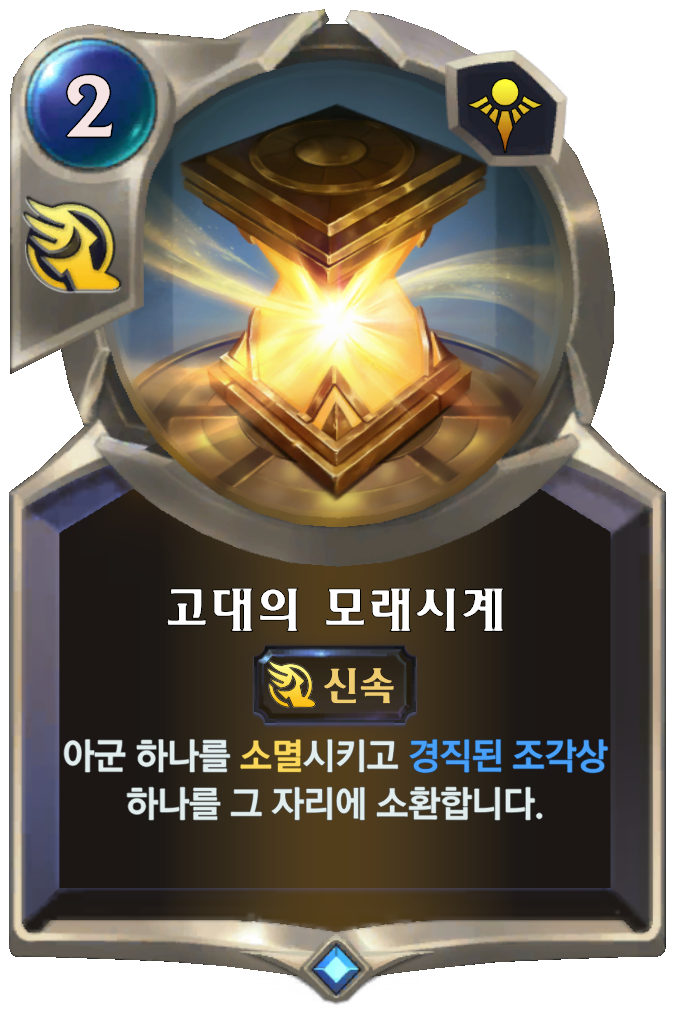 2
고대의 모래시계
신속
아군 하나를 소멸시키고 경직된 조각상
하나를 그 자리에 소환합니다.